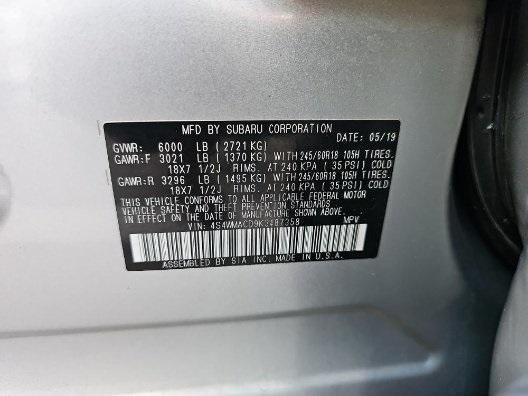 MFD BY SUBARU CORPORATION
DATE: 05/19
GVWR: 6000 LB ( 2721 KG)
GAWR:F 3021 LB ( 1370 KG) WITH 245/60R18 105H TIRES.
18X7 1/2J RIMS. AT 240 KPA ( 35 PSI) COLD
GAWR:R 3296 LB ( 1495 KG) WITH 245/60R18 105H TIRES.
18X7 1/2J RIMS. AT 240 KPA ( 35 PSI) COLD
THIS VEHICLE CONFORMS TO ALL APPLICABLE FEDERAL MOTOR
VEHICLE SAFETY AND THEFT PREVENTION STANDARDS
IN EFFECT ON THE DATE OF MANUFACTURE SHOWN ABOVE.
VIN: 4S4WMACD9K3487358 MPV
ASSEMBLED BY SIA INC. MADE IN U.S.A.